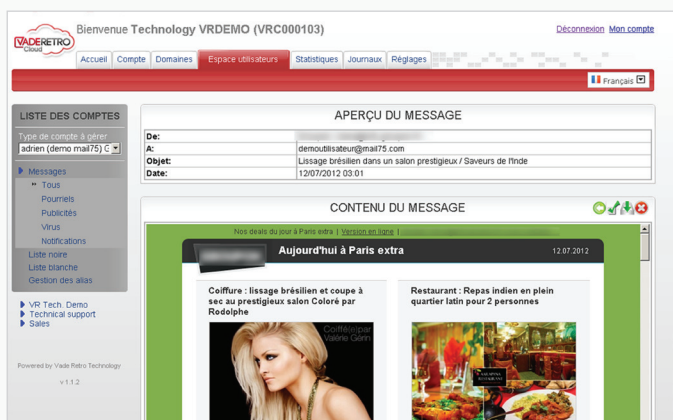 VADERETRO
Cloud
Bienvenue Technology VRDEMO (VRC000103)
Déconnexion Mon compte
Accueil Compte Domaines Espace utilisateurs Statistiques Journaux Réglages
Français
LISTE DES COMPTES
Type de compte à gérer
adrien (demo mail75) G
Messages
Tous
Pourriels
Publicités
Virus
Notifications
Liste noire
Liste blanche
Gestion des alias
VR Tech. Demo
Technical support
Sales
Powered by Vade Retro Technology
v 1.1.2
APERÇU DU MESSAGE
De:
A: demoutilisateur@mail75.com
Objet: Lissage brésilien dans un salon prestigieux / Saveurs de l'Inde
Date: 12/07/2012 03:01
CONTENU DU MESSAGE
Nos deals du jour à Paris extra | Version en ligne |
Aujourd'hui à Paris extra 12.07.2012
Coiffure : lissage brésilien et coupe à
sec au prestigieux salon Coloré par
Rodolphe
Coiffé(e)par
Valérie Gérin
Restaurant : Repas indien en plein
quartier latin pour 2 personnes